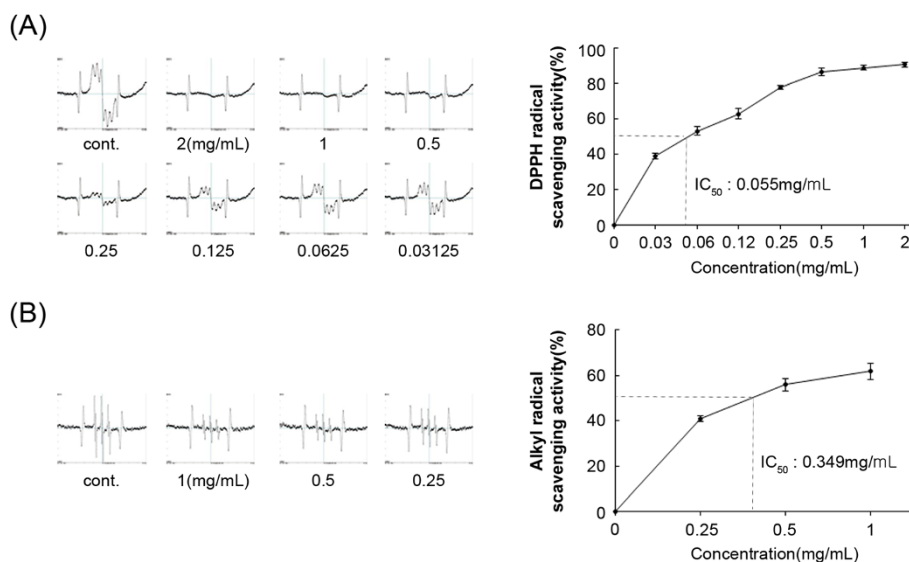 (A)
cont.
2(mg/mL)
1
0.5
0.25
0.125
0.0625
0.03125
DPPH radical
scavenging activity(%)
100
80
60
40
20
0
IC50 : 0.055mg/mL
0 0.03 0.06 0.12 0.25 0.5 1 2
Concentration(mg/mL)
(B)
cont.
1(mg/mL)
0.5
0.25
Alkyl radical
scavenging activity(%)
80
60
40
20
0
IC50 : 0.349mg/mL
0 0.25 0.5 1
Concentration(mg/mL)